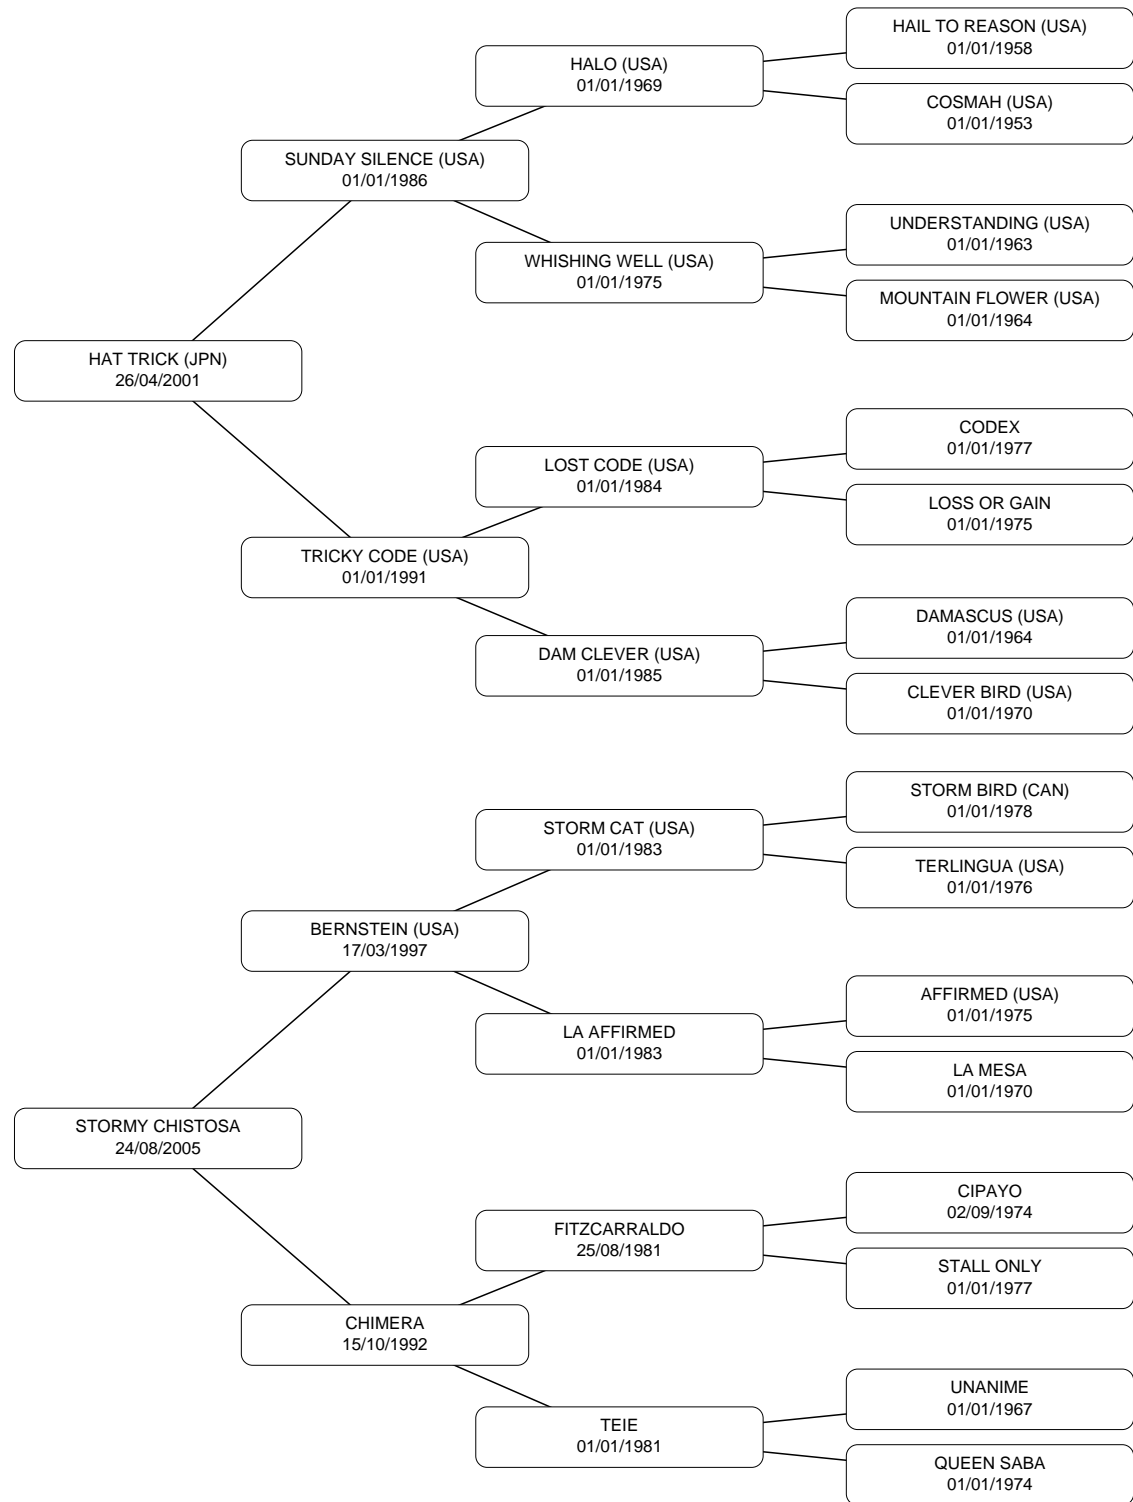 HAIL TO REASON (USA)
01/01/1958
HALO (USA)
01/01/1969
COSMAH (USA)
01/01/1953
SUNDAY SILENCE (USA)
01/01/1986
UNDERSTANDING (USA)
01/01/1963
WHISHING WELL (USA)
01/01/1975
MOUNTAIN FLOWER (USA)
01/01/1964
HAT TRICK (JPN)
26/04/2001
CODEX
01/01/1977
LOST CODE (USA)
01/01/1984
LOSS OR GAIN
01/01/1975
TRICKY CODE (USA)
01/01/1991
DAMASCUS (USA)
01/01/1964
DAM CLEVER (USA)
01/01/1985
CLEVER BIRD (USA)
01/01/1970
STORM BIRD (CAN)
01/01/1978
STORM CAT (USA)
01/01/1983
TERLINGUA (USA)
01/01/1976
BERNSTEIN (USA)
17/03/1997
AFFIRMED (USA)
01/01/1975
LA AFFIRMED
01/01/1983
LA MESA
01/01/1970
STORMY CHISTOSA
24/08/2005
CIPAYO
02/09/1974
FITZCARRALDO
25/08/1981
STALL ONLY
01/01/1977
CHIMERA
15/10/1992
UNANIME
01/01/1967
TEIE
01/01/1981
QUEEN SABA
01/01/1974